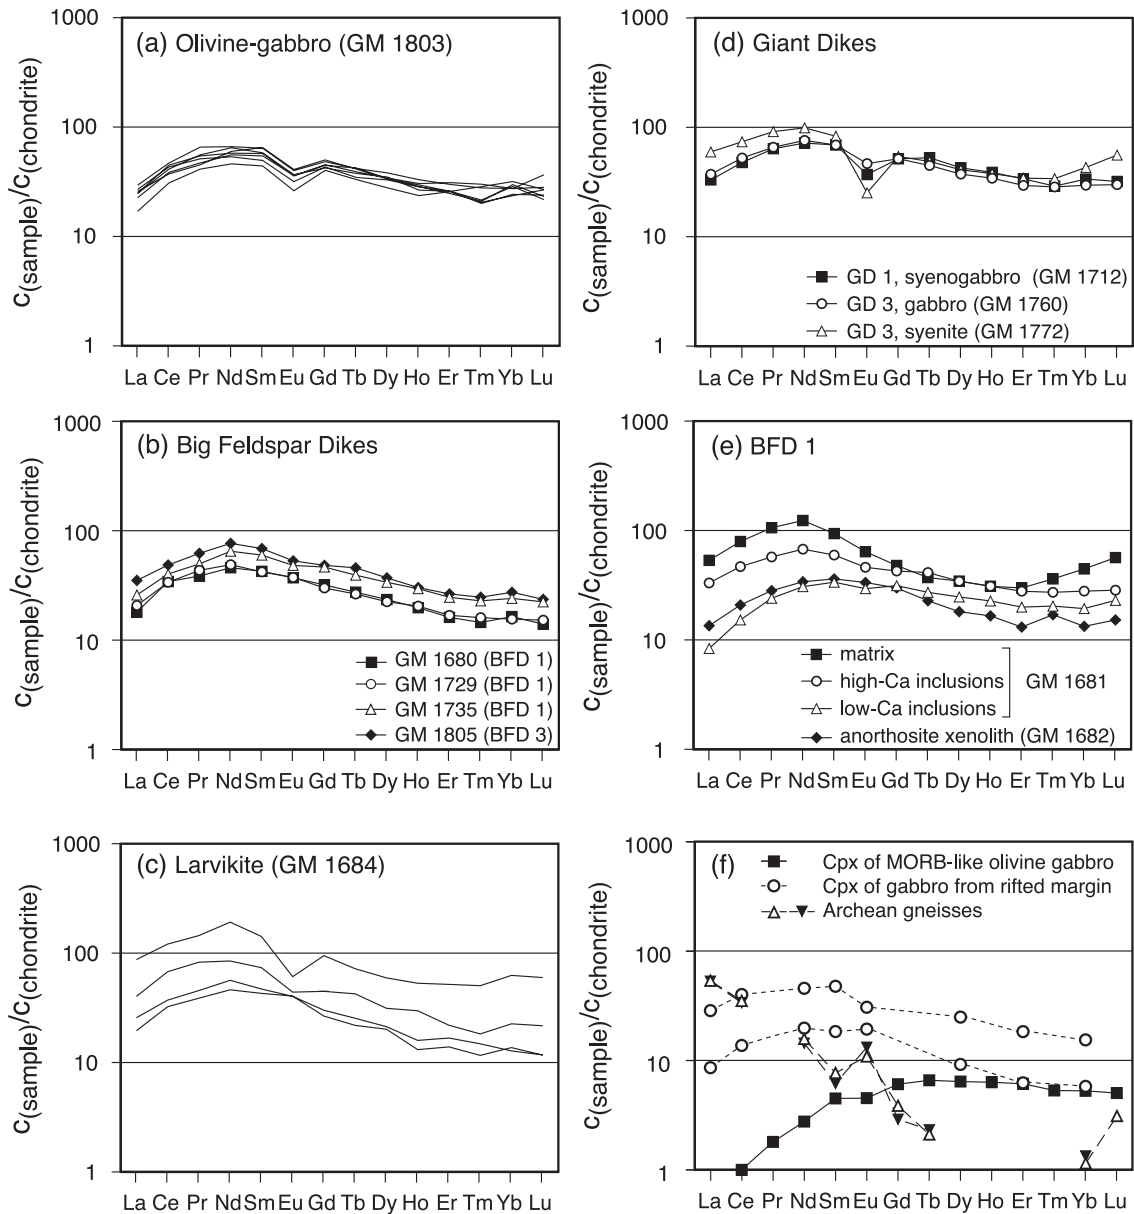 (a) Olivine-gabbro (GM 1803)
c(sample)/c(chondrite)
1000
100
10
1
La Ce Pr Nd Sm Eu Gd Tb Dy Ho Er Tm Yb Lu
(d) Giant Dikes
c(sample)/c(chondrite)
1000
100
10
1
GD 1, syenogabbro (GM 1712)
GD 3, gabbro (GM 1760)
GD 3, syenite (GM 1772)
La Ce Pr Nd Sm Eu Gd Tb Dy Ho Er Tm Yb Lu
(b) Big Feldspar Dikes
c(sample)/c(chondrite)
1000
100
10
1
GM 1680 (BFD 1)
GM 1729 (BFD 1)
GM 1735 (BFD 1)
GM 1805 (BFD 3)
La Ce Pr Nd Sm Eu Gd Tb Dy Ho Er Tm Yb Lu
(e) BFD 1
c(sample)/c(chondrite)
1000
100
10
1
matrix
high-Ca inclusions
low-Ca inclusions
GM 1681
anorthosite xenolith (GM 1682)
La Ce Pr Nd Sm Eu Gd Tb Dy Ho Er Tm Yb Lu
(c) Larvikite (GM 1684)
c(sample)/c(chondrite)
1000
100
10
1
La Ce Pr Nd Sm Eu Gd Tb Dy Ho Er Tm Yb Lu
(f)
c(sample)/c(chondrite)
1000
100
10
1
Cpx of MORB-like olivine gabbro
Cpx of gabbro from rifted margin
Archean gneisses
La Ce Pr Nd Sm Eu Gd Tb Dy Ho Er Tm Yb Lu